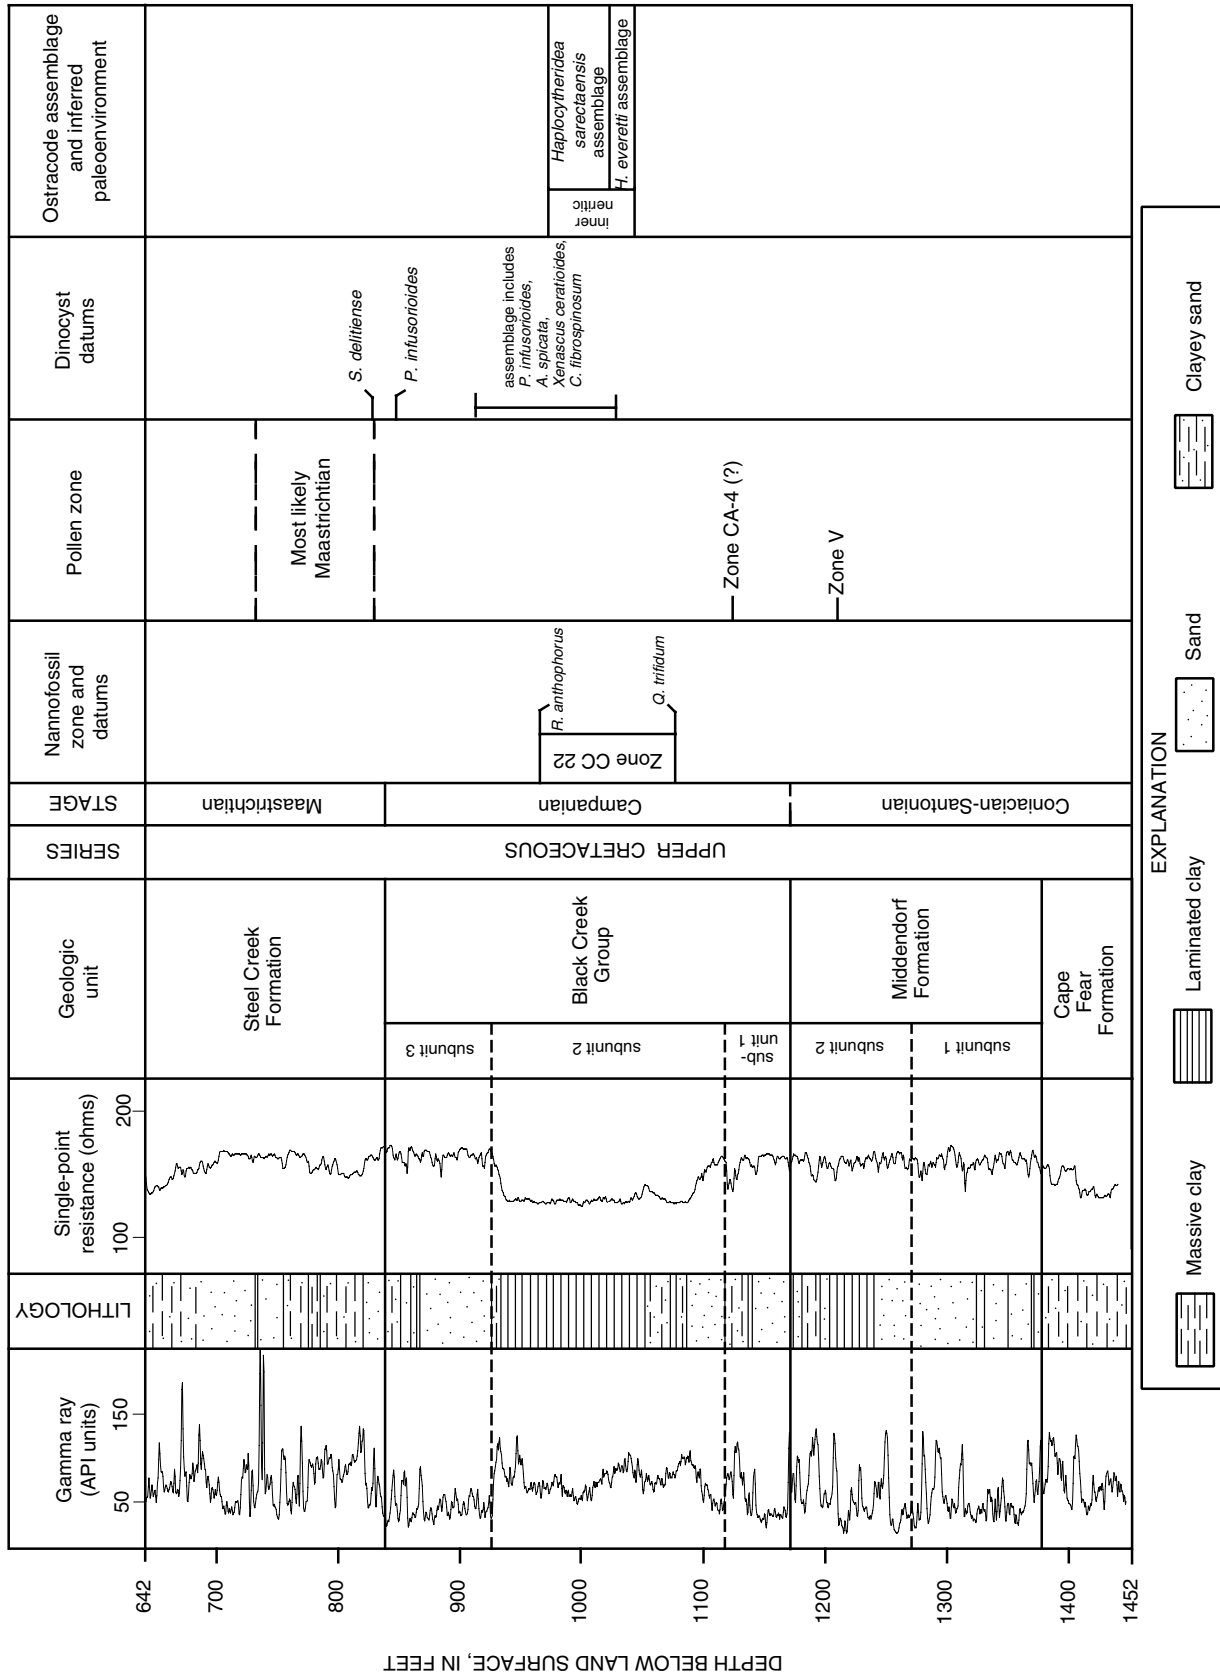 DEPTH BELOW LAND SURFACE, IN FEET
642
700
800
900
1000
1100
1200
1300
1400
1452
Gamma ray
(API units)
50
150
LITHOLOGY
Single-point
resistance (ohms)
100
200
Geologic
unit
Steel Creek
Formation
Black Creek
Group
subunit 3
subunit 2
sub-
unit 1
Middendorf
Formation
subunit 2
subunit 1
Cape
Fear
Formation
SERIES
UPPER CRETACEOUS
STAGE
Maastrichtian
Campanian
Coniacian-Santonian
Nannofossil
zone and
datums
Zone CC 22
R. anthophorus
Q. trifidum
Pollen zone
Most likely
Maastrichtian
Zone CA-4 (?)
Zone V
Dinocyst
datums
S. delitiense
P. infusorioides
assemblage includes
P. infusorioides,
A. spicata,
Xenascus ceratioides,
C. fibrospinosum
Ostracode assemblage
and inferred
paleoenvironment
inner
neritic
Haplocytheridea
sarectaensis
assemblage
H. everetti assemblage
EXPLANATION
Massive clay
Laminated clay
Sand
Clayey sand